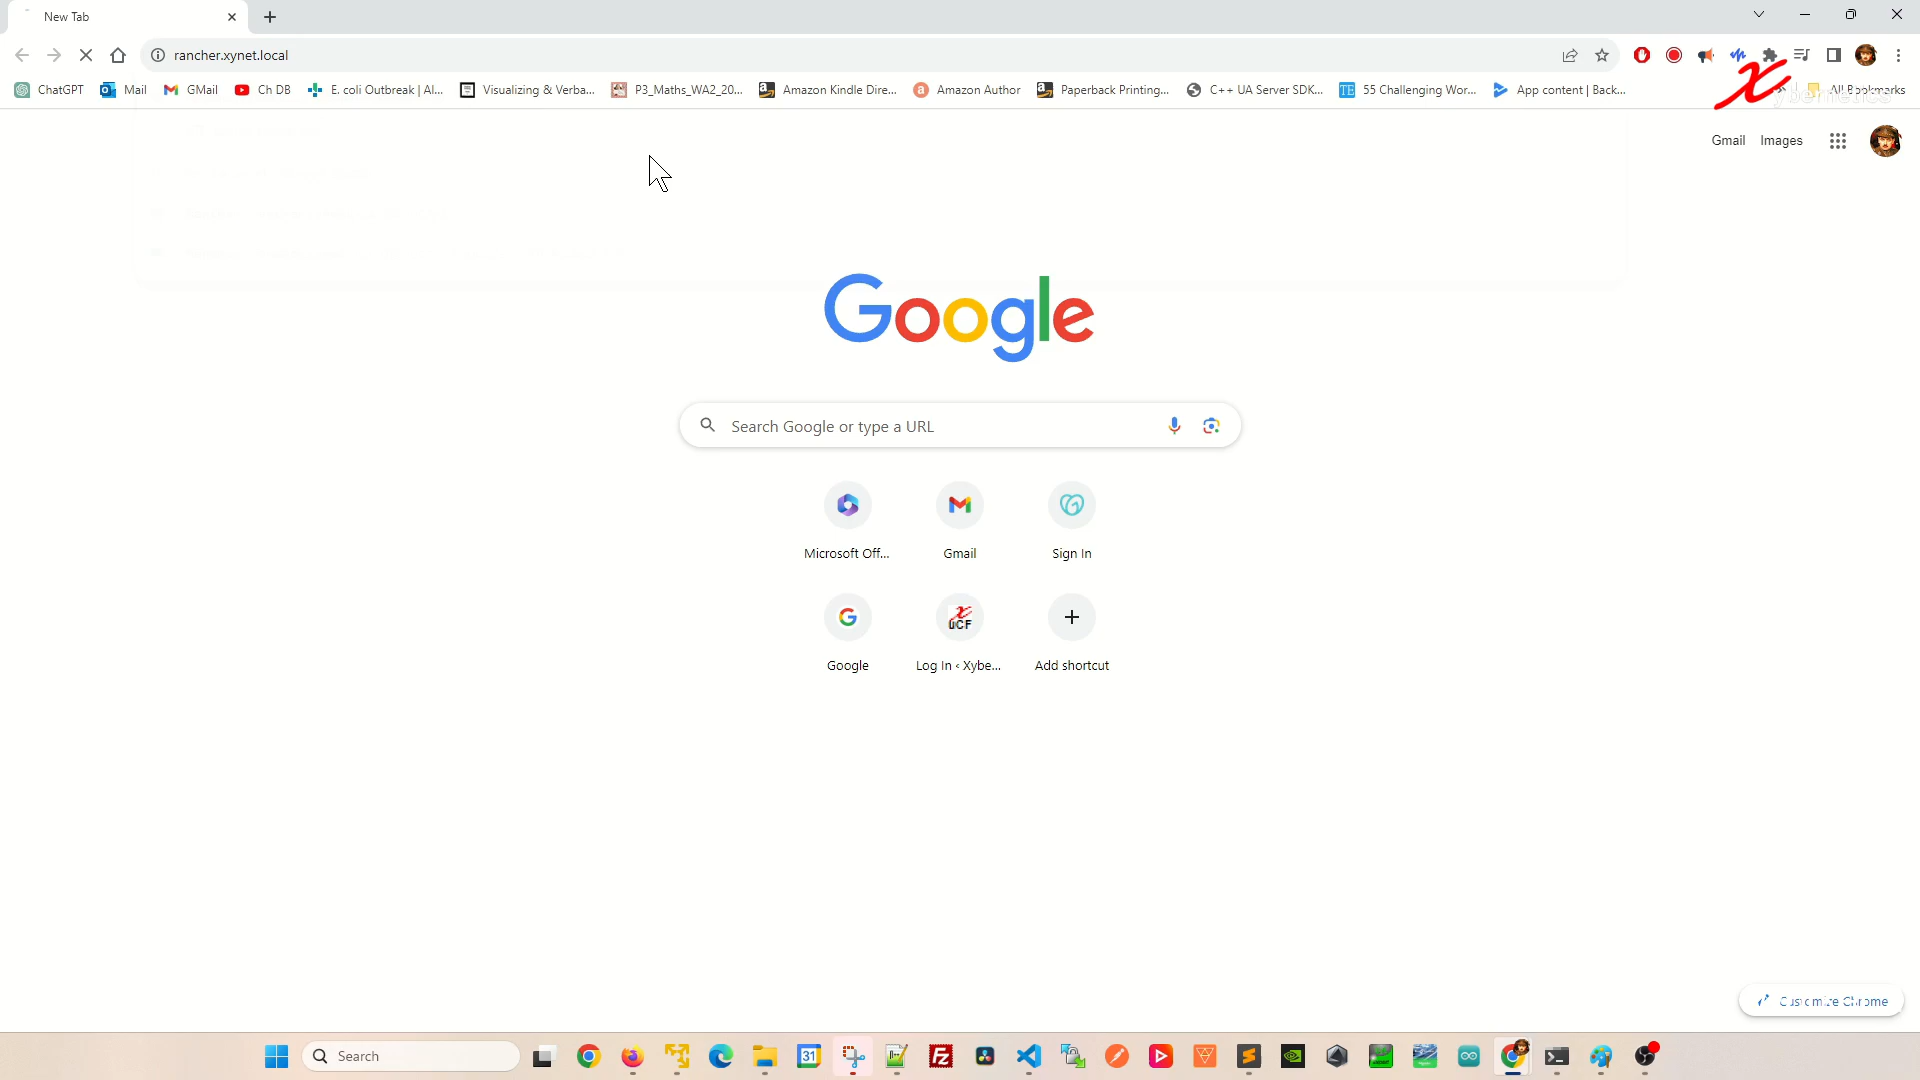 New Tab
rancher.xynet.local
ChatGPT
Mail
GMail
Ch DB
E. coli Outbreak | Al...
Visualizing & Verba...
P3_Maths_WA2_20...
Amazon Kindle Dire...
Amazon Author
Paperback Printing...
C++ UA Server SDK...
55 Challenging Wor...
App content | Back...
All Bookmarks
Gmail
Images
Google
Search Google or type a URL
Microsoft Off...
Gmail
Sign In
Google
Log In ‹ Xybe...
Add shortcut
Customize Chrome
Search